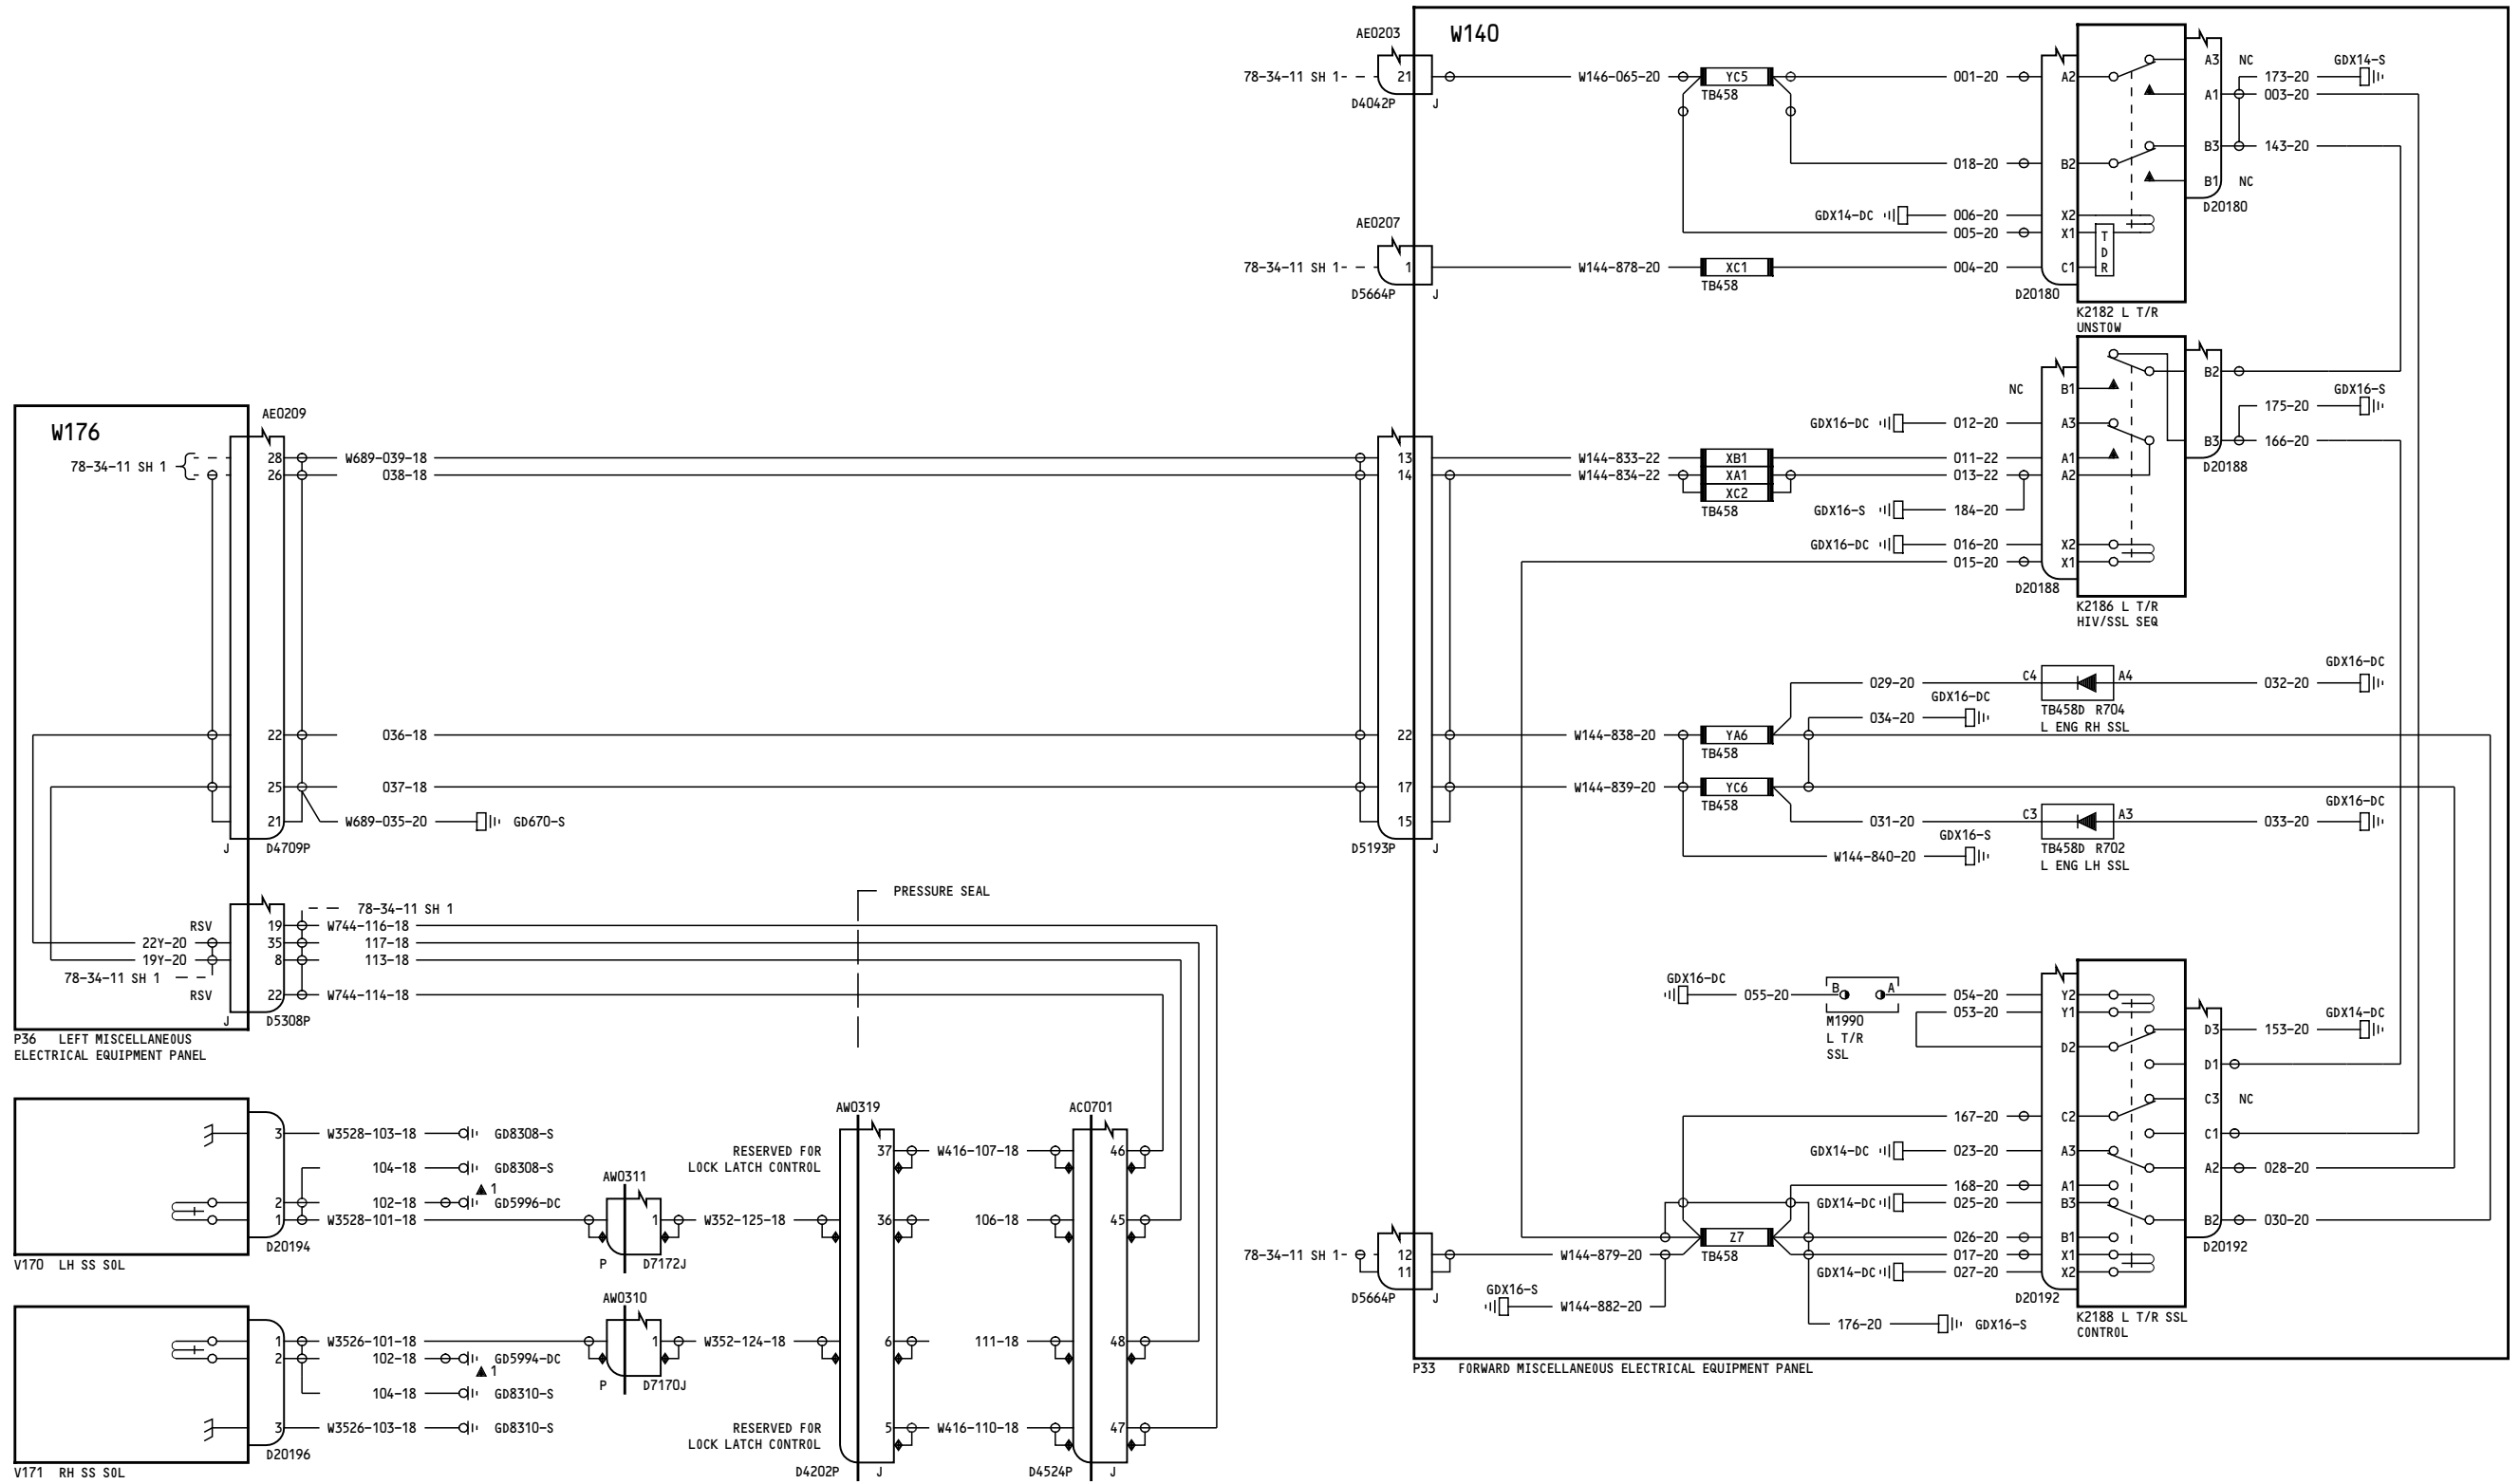 AE0203
W140
78-34-11 SH 1
21
W146-065-20
YC5
001-20
A2
A3
NC
GDX14-S
173-20
D4042P
J
TB458
A1
003-20
018-20
B2
B3
143-20
B1
NC
D20180
AE0207
GDX14-DC
006-20
X2
005-20
X1
T
D
R
78-34-11 SH 1
1
W144-878-20
XC1
004-20
C1
D5664P
J
TB458
D20180
K2182 L T/R
UNSTOW
NC
B1
B2
GDX16-S
175-20
GDX16-DC
012-20
A3
B3
166-20
D20188
W176
AE0209
78-34-11 SH 1
28
W689-039-18
13
W144-833-22
XB1
011-22
A1
26
038-18
14
W144-834-22
XA1
013-22
A2
XC2
TB458
GDX16-S
184-20
GDX16-DC
016-20
X2
015-20
X1
D20188
K2186 L T/R
HIV/SSL SEQ
GDX16-DC
029-20
C4
A4
032-20
GDX16-DC
034-20
TB458D R704
L ENG RH SSL
22
036-18
22
W144-838-20
YA6
TB458
25
037-18
17
W144-839-20
YC6
TB458
GDX16-DC
21
W689-035-20
GD670-S
15
031-20
C3
A3
033-20
GDX16-S
J
D4709P
D5193P
J
W144-840-20
TB458D R702
L ENG LH SSL
PRESSURE SEAL
78-34-11 SH 1
RSV
19
W744-116-18
22Y-20
35
117-18
19Y-20
8
113-18
78-34-11 SH 1
RSV
22
W744-114-18
J
D5308P
P36 LEFT MISCELLANEOUS
ELECTRICAL EQUIPMENT PANEL
GDX16-DC
055-20
B
A
054-20
Y2
053-20
Y1
M1990
L T/R
SSL
D2
GDX14-DC
D3
153-20
D1
C3
NC
167-20
C2
C1
GDX14-DC
023-20
A3
A2
028-20
168-20
A1
GDX14-DC
025-20
B3
B2
030-20
026-20
B1
D20192
78-34-11 SH 1
12
W144-879-20
Z7
TB458
017-20
X1
11
GDX14-DC
027-20
X2
D5664P
J
GDX16-S
W144-882-20
D20192
176-20
GDX16-S
K2188 L T/R SSL
CONTROL
P33 FORWARD MISCELLANEOUS ELECTRICAL EQUIPMENT PANEL
3
W3528-103-18
GD8308-S
104-18
GD8308-S
1
2
102-18
GD5996-DC
1
W3528-101-18
D20194
V170 LH SS SOL
AW0311
1
W352-125-18
P
D7172J
AW0319
AC0701
RESERVED FOR
LOCK LATCH CONTROL
37
W416-107-18
46
36
106-18
45
AW0310
1
W3526-101-18
1
W352-124-18
6
111-18
48
2
102-18
GD5994-DC
1
P
D7170J
104-18
GD8310-S
3
W3526-103-18
GD8310-S
D20196
V171 RH SS SOL
RESERVED FOR
LOCK LATCH CONTROL
5
W416-110-18
47
D4202P
J
D4524P
J